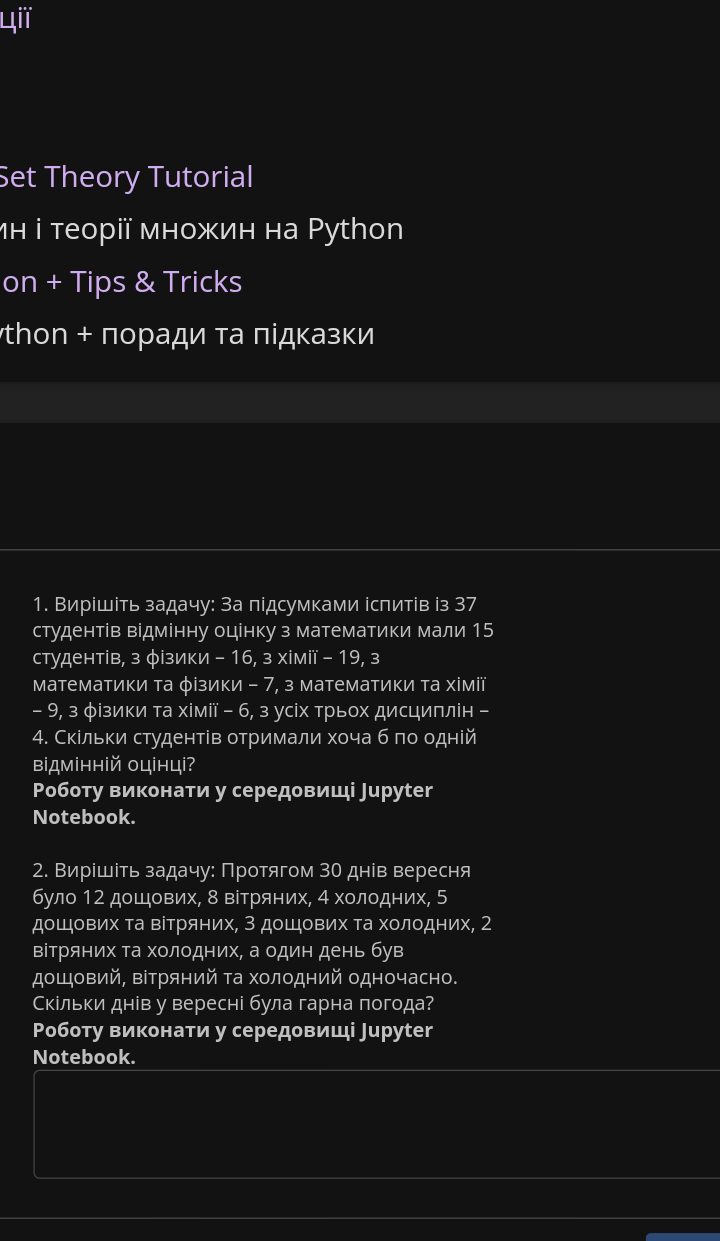 ції
Set Theory Tutorial
ин і теорії множин на Python
on + Tips & Tricks
ython + поради та підказки
1. Вирішіть задачу: За підсумками іспитів із 37
студентів відмінну оцінку з математики мали 15
студентів, з фізики – 16, з хімії – 19, з
математики та фізики – 7, з математики та хімії
– 9, з фізики та хімії – 6, з усіх трьох дисциплін –
4. Скільки студентів отримали хоча б по одній
відмінній оцінці?
Роботу виконати у середовищі Jupyter
Notebook.
2. Вирішіть задачу: Протягом 30 днів вересня
було 12 дощових, 8 вітряних, 4 холодних, 5
дощових та вітряних, 3 дощових та холодних, 2
вітряних та холодних, а один день був
дощовий, вітряний та холодний одночасно.
Скільки днів у вересні була гарна погода?
Роботу виконати у середовищі Jupyter
Notebook.